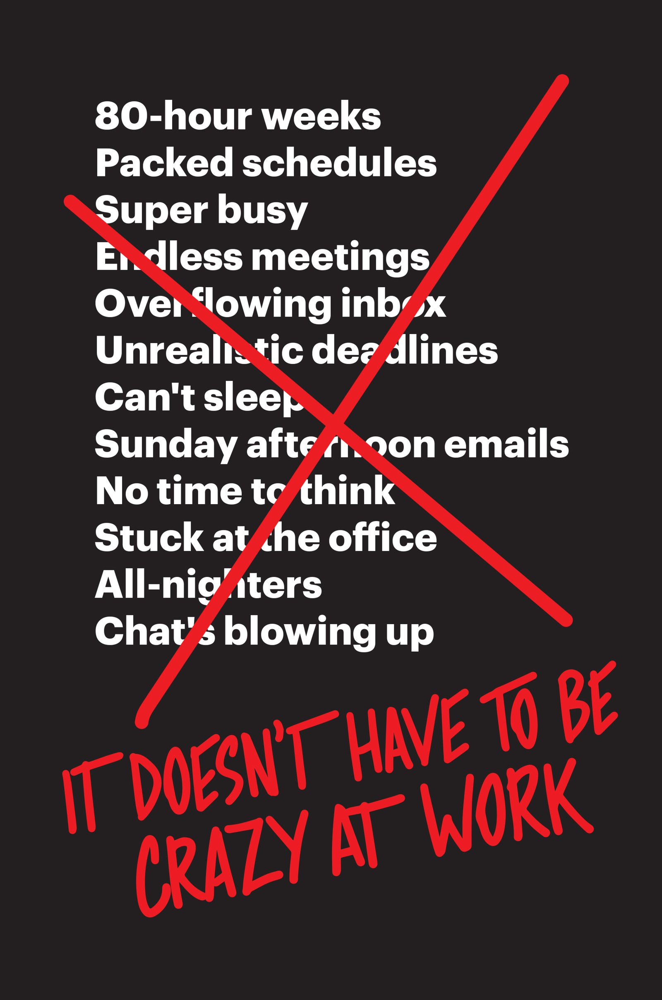 80-hour weeks
Packed schedules
Super busy
Endless meetings
Overflowing inbox
Unrealistic deadlines
Can't sleep
Sunday afternoon emails
No time to think
Stuck at the office
All-nighters
Chat's blowing up
IT DOESN'T HAVE TO BE
CRAZY AT WORK